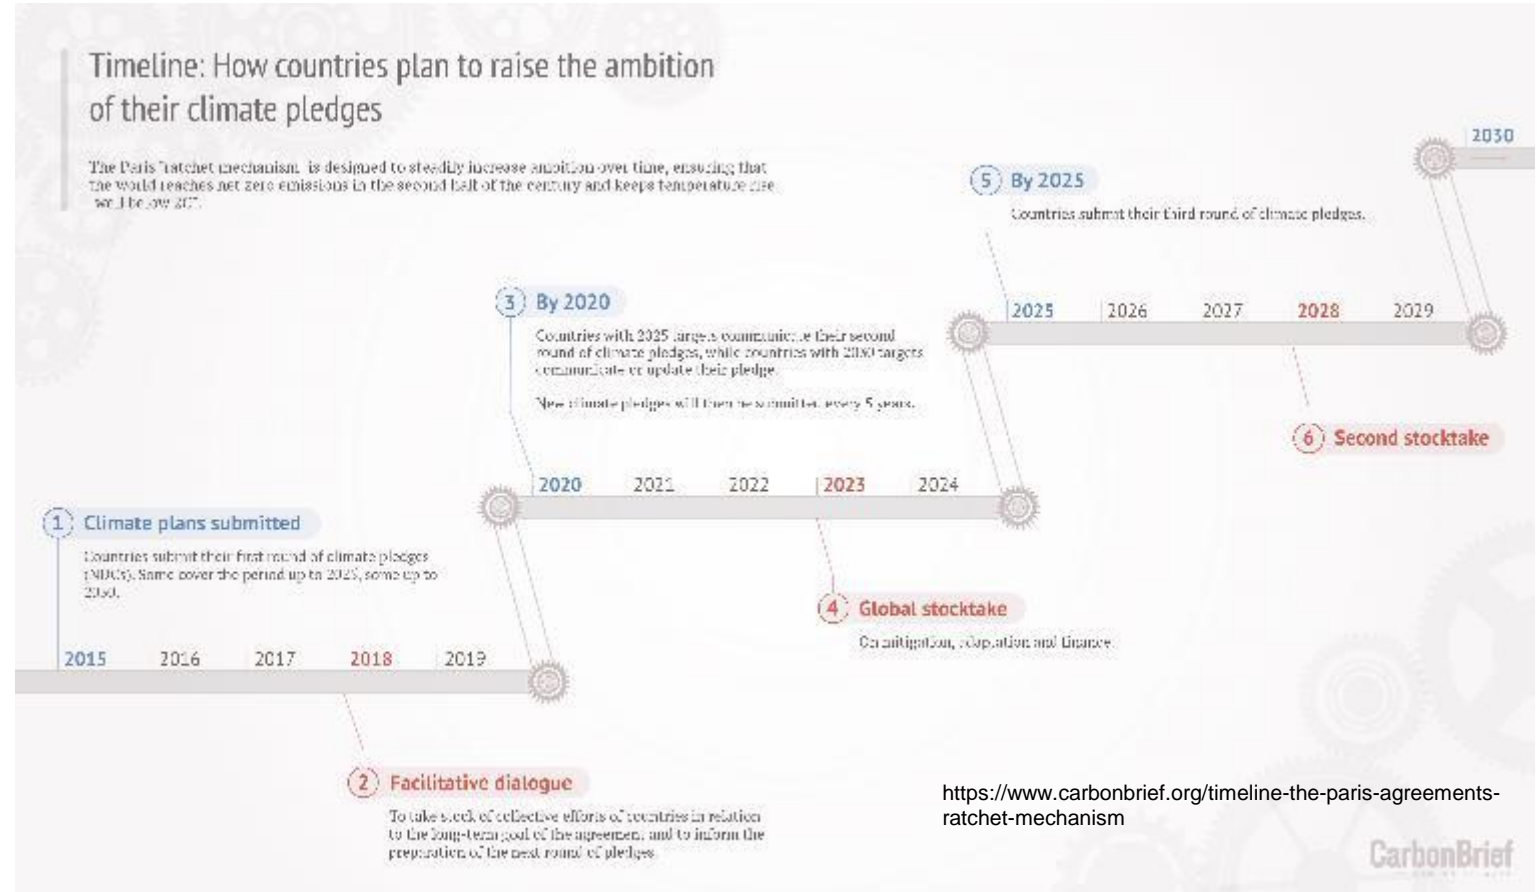 Timeline: How countries plan to raise the ambition
of their climate pledges
The Paris "ratchet mechanism" is designed to steadily increase ambition over time, ensuring that
the world reaches net zero emissions in the second half of the century and keeps temperature rise
"well below 2C".
2030
5 By 2025
Countries submit their third round of climate pledges.
3 By 2020
Countries with 2025 targets communicate their second
round of climate pledges, while countries with 2030 targets
communicate or update their pledge.
New climate pledges will then be submitted every 5 years.
2025 2026 2027 2028 2029
6 Second stocktake
2020 2021 2022 2023 2024
1 Climate plans submitted
Countries submit their first round of climate pledges
(NDCs). Some cover the period up to 2025, some up to
2030.
4 Global stocktake
On mitigation, adaptation and finance.
2015 2016 2017 2018 2019
2 Facilitative dialogue
To take stock of collective efforts of countries in relation
to the long-term goal of the agreement and to inform the
preparation of the next round of pledges.
https://www.carbonbrief.org/timeline-the-paris-agreements-
ratchet-mechanism
CarbonBrief